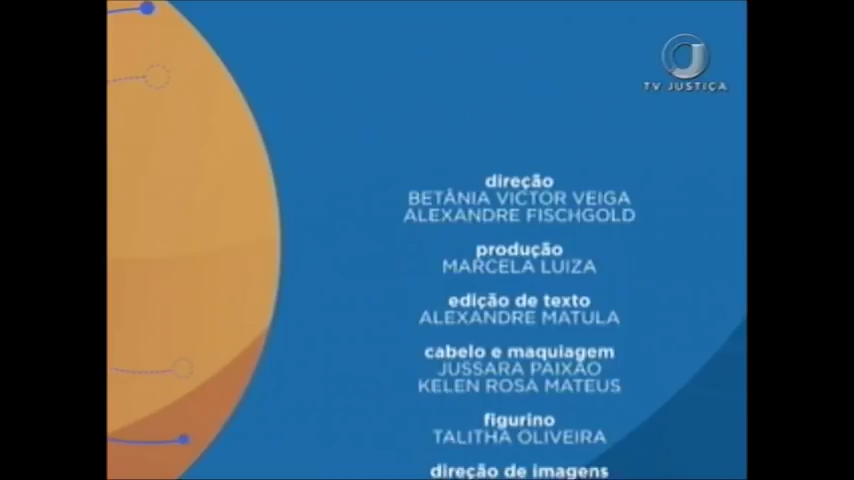 TV JUSTIÇA
direção
BETÂNIA VICTOR VEIGA
ALEXANDRE FISCHGOLD
produção
MARCELA LUIZA
edição de texto
ALEXANDRE MATULA
cabelo e maquiagem
JUSSARA PAIXÃO
KELEN ROSA MATEUS
figurino
TALITHA OLIVEIRA
direção de imagens